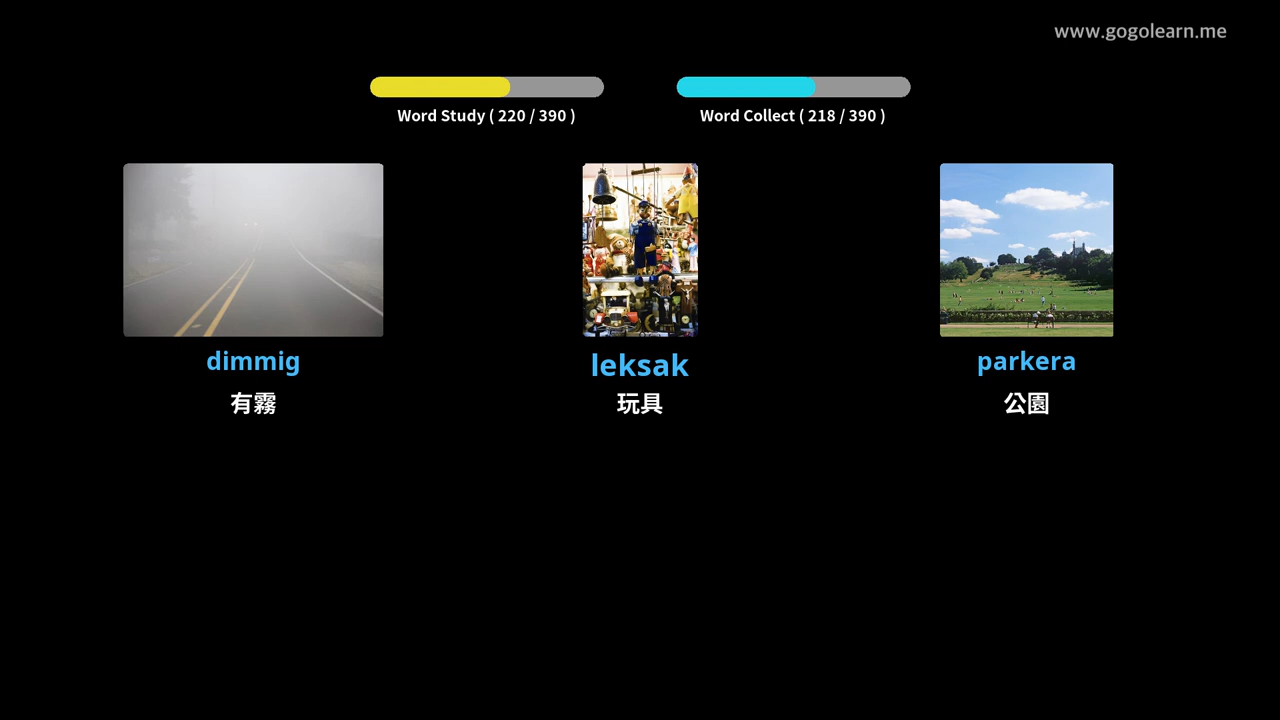 www.gogolearn.me
Word Study ( 220 / 390 )
Word Collect ( 218 / 390 )
dimmig
leksak
parkera
有霧
玩具
公園